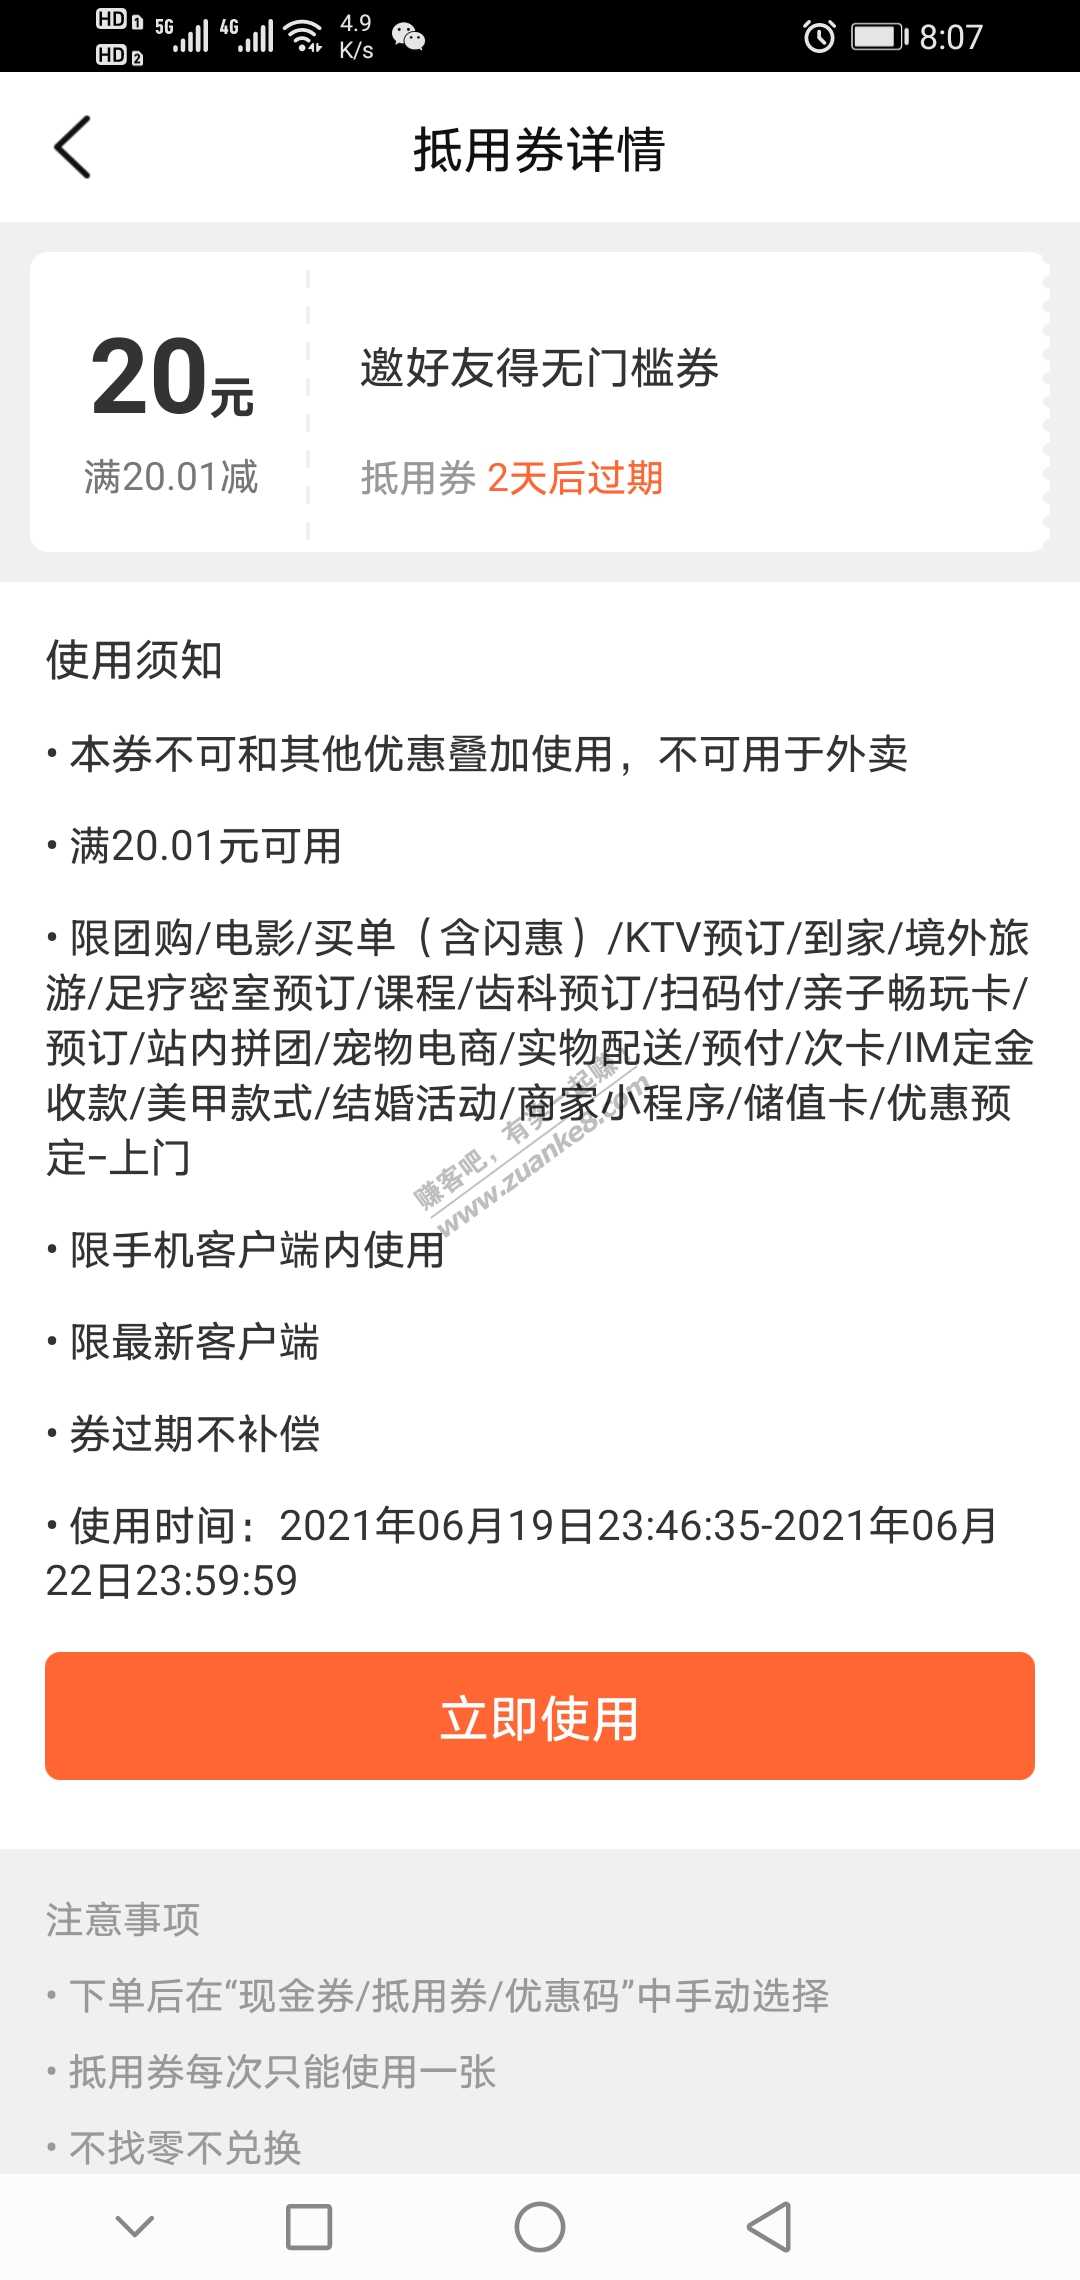 HD 1 5G 4G 4.9 K/s 8:07
HD 2
抵用券详情
20元
邀好友得无门槛券
满20.01减
抵用券 2天后过期
使用须知
• 本券不可和其他优惠叠加使用，不可用于外卖
• 满20.01元可用
• 限团购/电影/买单（含闪惠）/KTV预订/到家/境外旅
游/足疗密室预订/课程/齿科预订/扫码付/亲子畅玩卡/
预订/站内拼团/宠物电商/实物配送/预付/次卡/IM定金
收款/美甲款式/结婚活动/商家小程序/储值卡/优惠预
定-上门
赚客吧，有奖一起赚！
www.zuanke8.com
• 限手机客户端内使用
• 限最新客户端
• 券过期不补偿
• 使用时间：2021年06月19日23:46:35-2021年06月
22日23:59:59
立即使用
注意事项
• 下单后在“现金券/抵用券/优惠码”中手动选择
• 抵用券每次只能使用一张
• 不找零不兑换